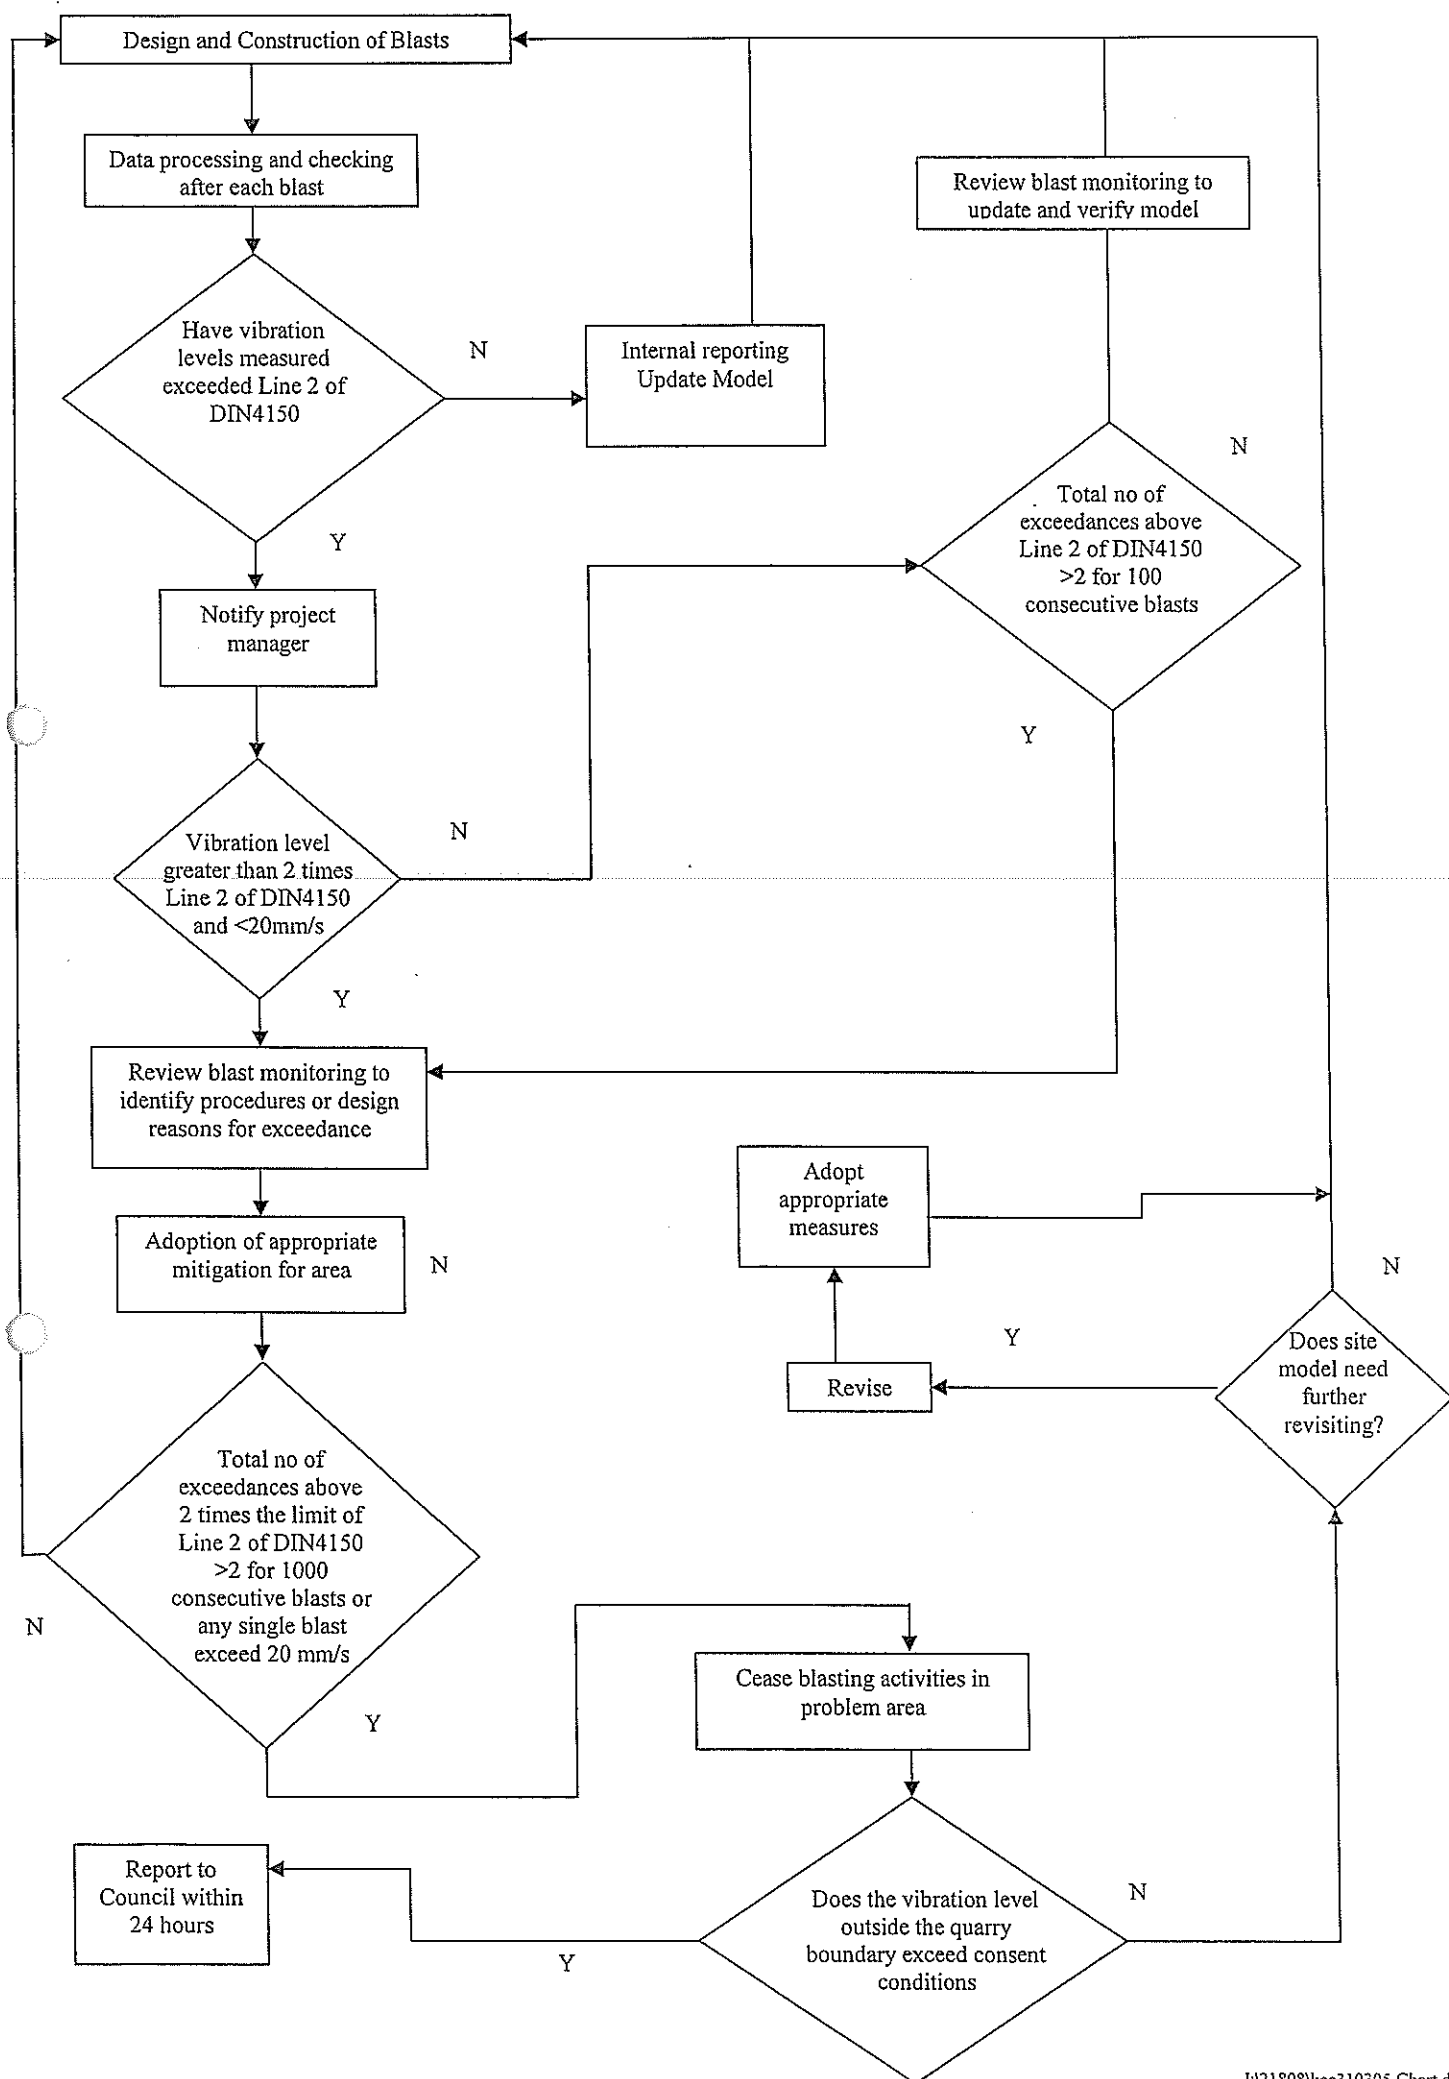 Design and Construction of Blasts
Data processing and checking
after each blast
Review blast monitoring to
update and verify model
Have vibration
levels measured
exceeded Line 2 of
DIN4150
N
Internal reporting
Update Model
Y
N
Total no of
exceedances above
Line 2 of DIN4150
>2 for 100
consecutive blasts
Notify project
manager
Y
Vibration level
greater than 2 times
Line 2 of DIN4150
and <20mm/s
N
Y
Review blast monitoring to
identify procedures or design
reasons for exceedance
Adoption of appropriate
mitigation for area
N
Adopt
appropriate
measures
N
Y
Does site
model need
further
revisiting?
Revise
Total no of
exceedances above
2 times the limit of
Line 2 of DIN4150
>2 for 1000
consecutive blasts or
any single blast
exceed 20 mm/s
N
Y
Cease blasting activities in
problem area
Report to
Council within
24 hours
Does the vibration level
outside the quarry
boundary exceed consent
conditions
N
Y